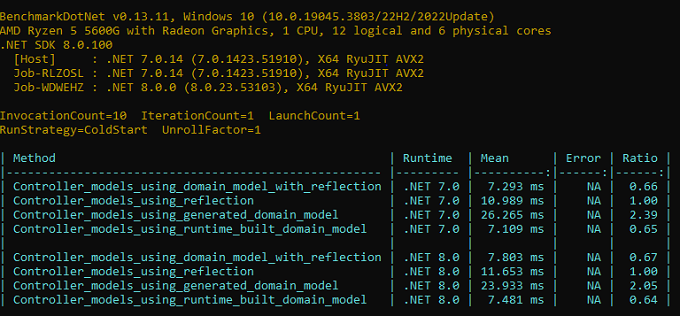 BenchmarkDotNet v0.13.11, Windows 10 (10.0.19045.3803/22H2/2022Update)
AMD Ryzen 5 5600G with Radeon Graphics, 1 CPU, 12 logical and 6 physical cores
.NET SDK 8.0.100
  [Host]     : .NET 7.0.14 (7.0.1423.51910), X64 RyuJIT AVX2
  Job-RLZOSL : .NET 7.0.14 (7.0.1423.51910), X64 RyuJIT AVX2
  Job-WDWEHZ : .NET 8.0.0 (8.0.23.53103), X64 RyuJIT AVX2
InvocationCount=10  IterationCount=1  LaunchCount=1
RunStrategy=ColdStart  UnrollFactor=1
| Method                                            | Runtime  | Mean      | Error | Ratio |
|-------------------------------------------------- |--------- |----------:|------:|------:|
| Controller_models_using_domain_model_with_reflection | .NET 7.0 |  7.293 ms |    NA |  0.66 |
| Controller_models_using_reflection                | .NET 7.0 | 10.989 ms |    NA |  1.00 |
| Controller_models_using_generated_domain_model    | .NET 7.0 | 26.265 ms |    NA |  2.39 |
| Controller_models_using_runtime_built_domain_model | .NET 7.0 |  7.109 ms |    NA |  0.65 |
|                                                   |          |           |       |       |
| Controller_models_using_domain_model_with_reflection | .NET 8.0 |  7.803 ms |    NA |  0.67 |
| Controller_models_using_reflection                | .NET 8.0 | 11.653 ms |    NA |  1.00 |
| Controller_models_using_generated_domain_model    | .NET 8.0 | 23.933 ms |    NA |  2.05 |
| Controller_models_using_runtime_built_domain_model | .NET 8.0 |  7.481 ms |    NA |  0.64 |